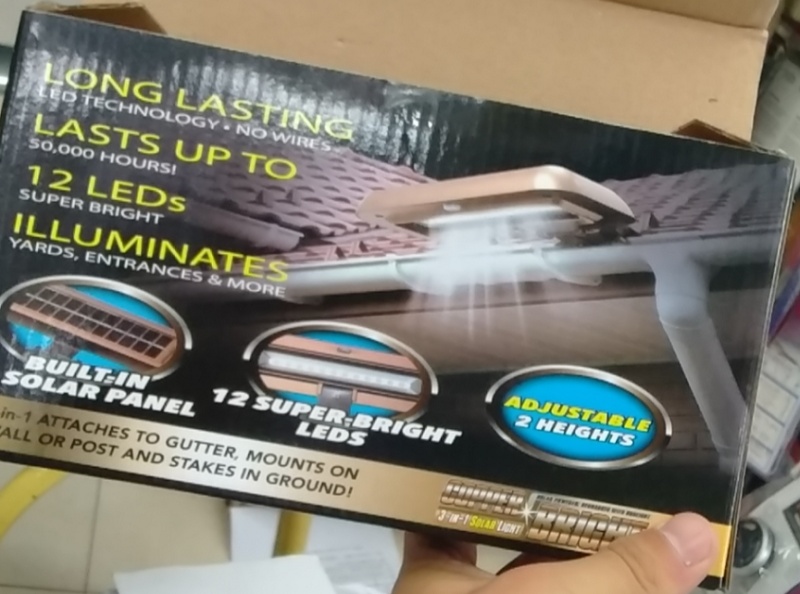 LONG LASTING
LED TECHNOLOGY • NO WIRES
LASTS UP TO
50,000 HOURS!
12 LEDs
SUPER BRIGHT
ILLUMINATES
YARDS, ENTRANCES & MORE
BUILT-IN
SOLAR PANEL
12 SUPER-BRIGHT
LEDS
ADJUSTABLE
2 HEIGHTS
in-1 ATTACHES TO GUTTER, MOUNTS ON
ALL OR POST AND STAKES IN GROUND!
COPPER
3-in-1 SOLAR LIGHT
BRIGHT